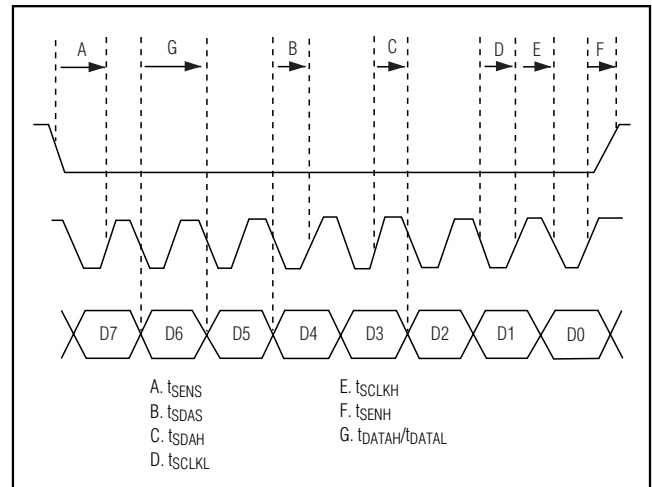 A G B C D E F
D7 D6 D5 D4 D3 D2 D1 D0
A. tSENS
B. tSDAS
C. tSDAH
D. tSCLKL
E. tSCLKH
F. tSENH
G. tDATAH/tDATAL